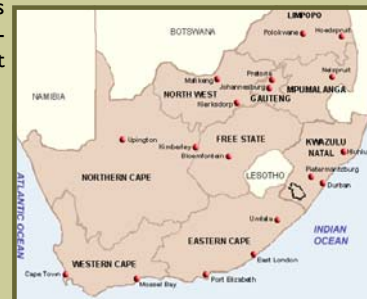 s
-
t
LIMPOPO
BOTSWANA
Polokwane
Hoedspruit
Pretoria
Nelspruit
Mafikeng
Johannesburg
MPUMALANGA
NAMIBIA
NORTH WEST
GAUTENG
Klerksdorp
FREE STATE
KWAZULU
NATAL
Upington
Kimberley
Bloemfontein
Hluhluwe
Pietermaritzburg
LESOTHO
Durban
NORTHERN CAPE
ATLANTIC OCEAN
Umtata
INDIAN
OCEAN
EASTERN CAPE
WESTERN CAPE
East London
Cape Town
Mossel Bay
Port Elizabeth